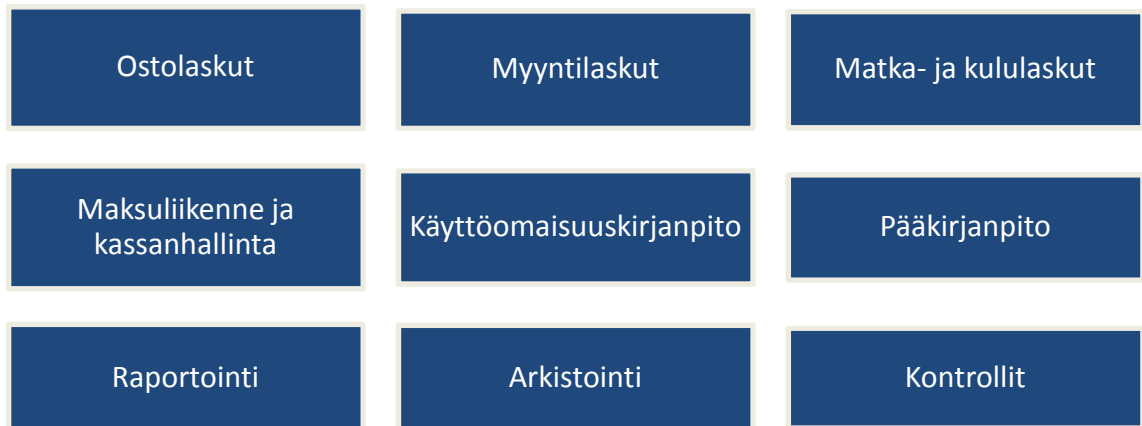 Ostolaskut
Myyntilaskut
Matka- ja kululaskut
Maksuliikenne ja
kassanhallinta
Käyttöomaisuuskirjanpito
Pääkirjanpito
Raportointi
Arkistointi
Kontrollit